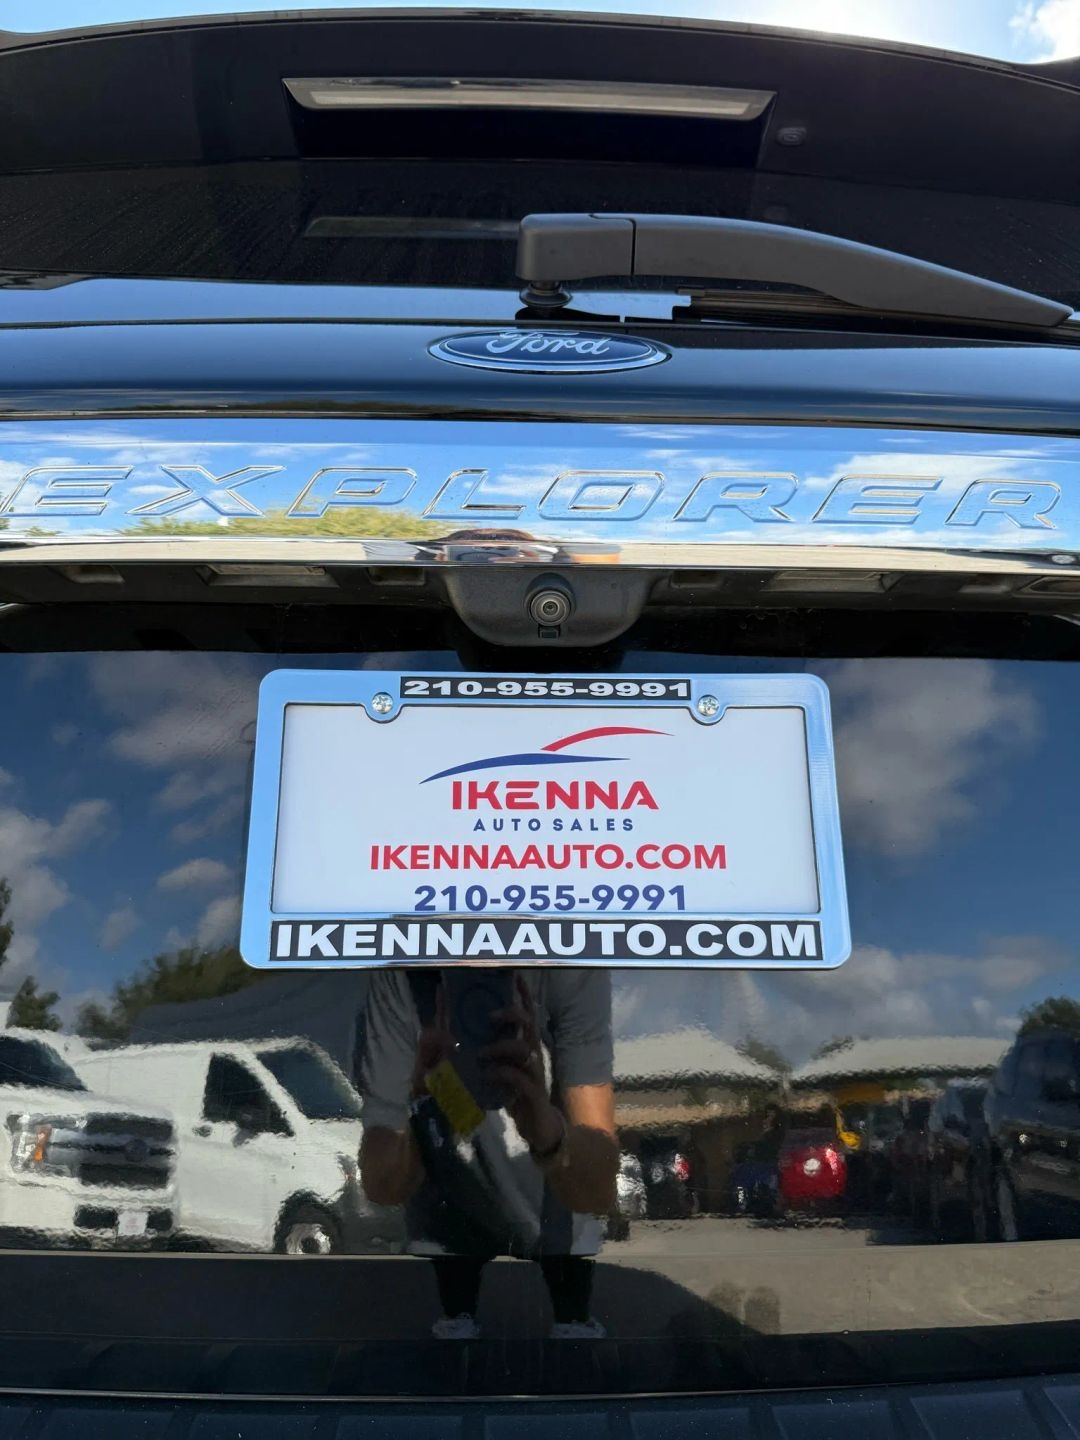 Ford
EXPLORER
210-955-9991
IKENNA
AUTO SALES
IKENNAAUTO.COM
210-955-9991
IKENNAAUTO.COM